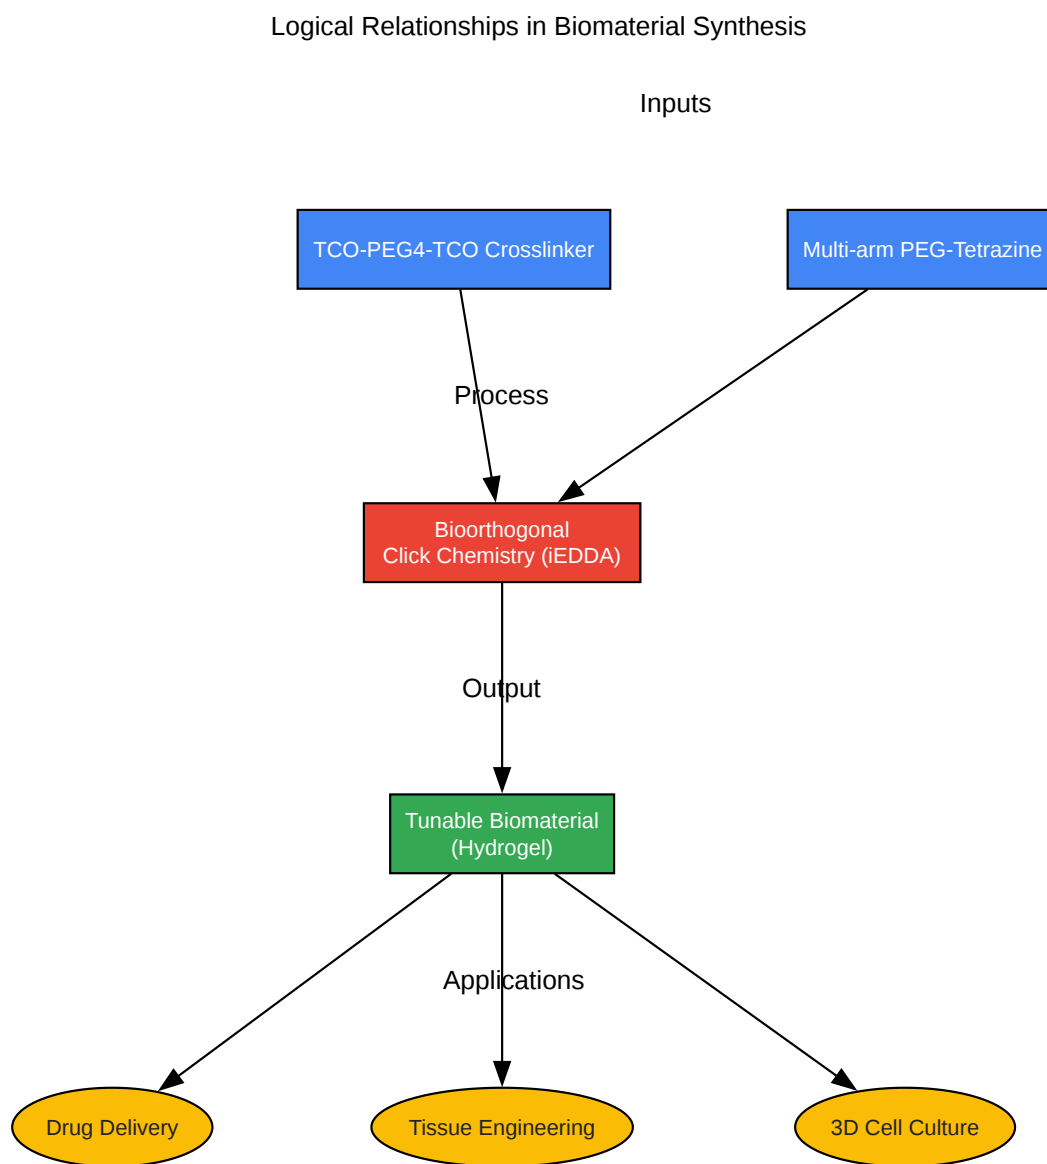 Logical Relationships in Biomaterial Synthesis
Inputs
TCO-PEG4-TCO Crosslinker
Multi-arm PEG-Tetrazine
Process
Bioorthogonal
Click Chemistry (iEDDA)
Output
Tunable Biomaterial
(Hydrogel)
Applications
Drug Delivery
Tissue Engineering
3D Cell Culture